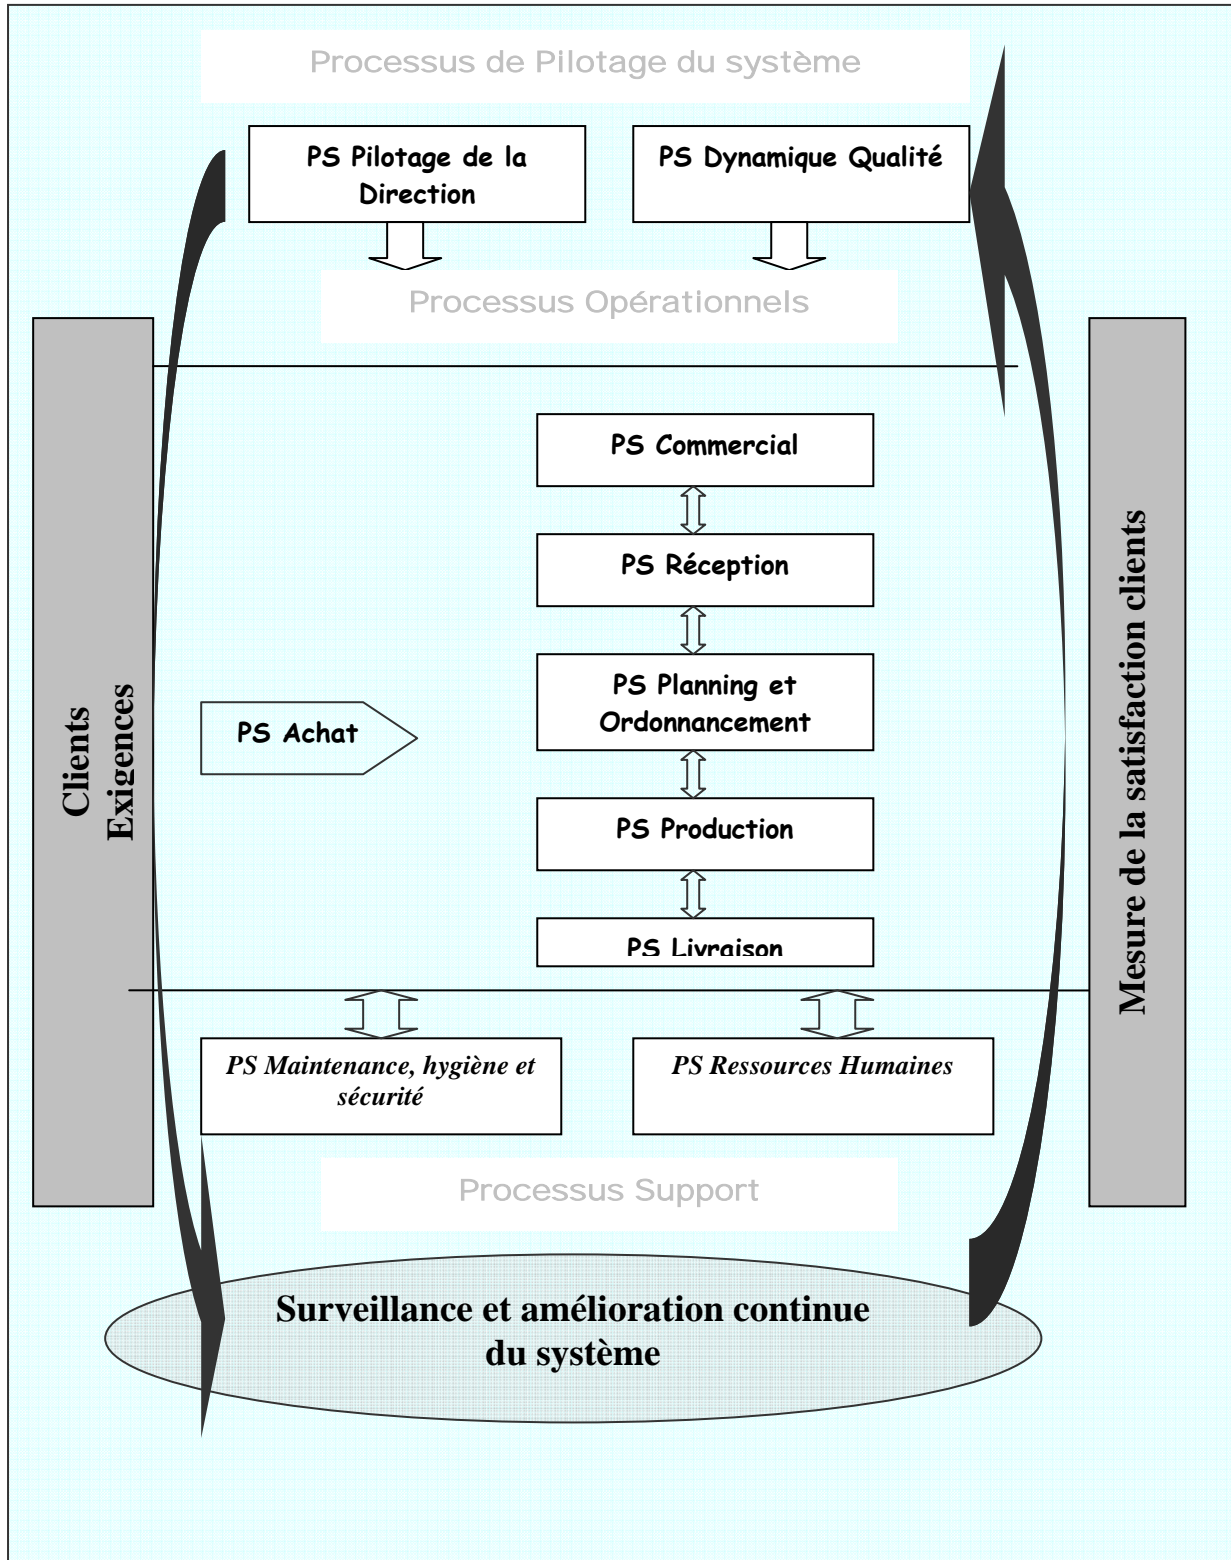 Processus de Pilotage du système
PS Pilotage de la
Direction
PS Dynamique Qualité
Processus Opérationnels
Clients
Exigences
PS Commercial
PS Réception
PS Planning et
Ordonnancement
PS Achat
PS Production
PS Livraison
Mesure de la satisfaction clients
PS Maintenance, hygiène et
sécurité
PS Ressources Humaines
Processus Support
Surveillance et amélioration continue
du système